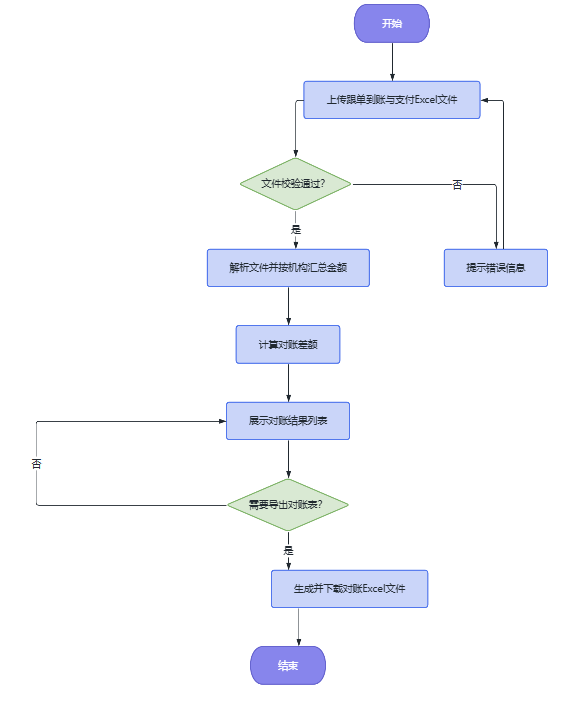 开始
上传跟单到账与支付Excel文件
文件校验通过?
否
是
解析文件并按机构汇总金额
提示错误信息
计算对账差额
展示对账结果列表
否
需要导出对账表?
是
生成并下载对账Excel文件
结束